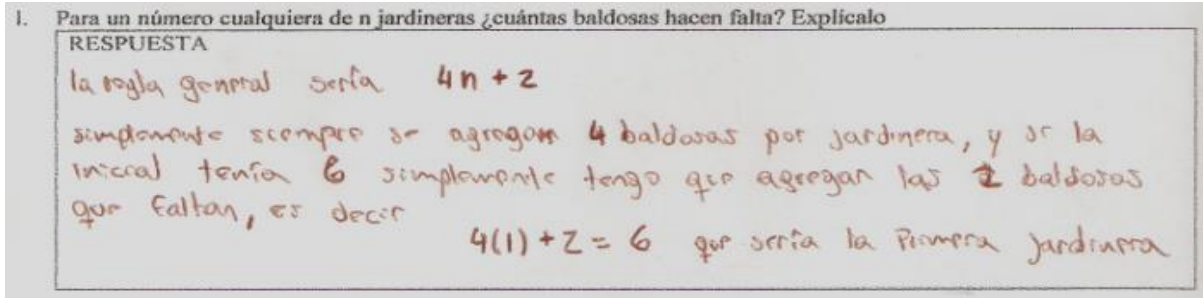 1. Para un número cualquiera de n jardineras ¿cuántas baldosas hacen falta? Explícalo
RESPUESTA
la regla general sería 4n + 2
simplemente siempre se agregan 4 baldosas por jardinera, y si la
inicial tenía 6 simplemente tengo que agregar las 2 baldosas
que faltan, es decir
4(1) + 2 = 6 que sería la Primera jardinera